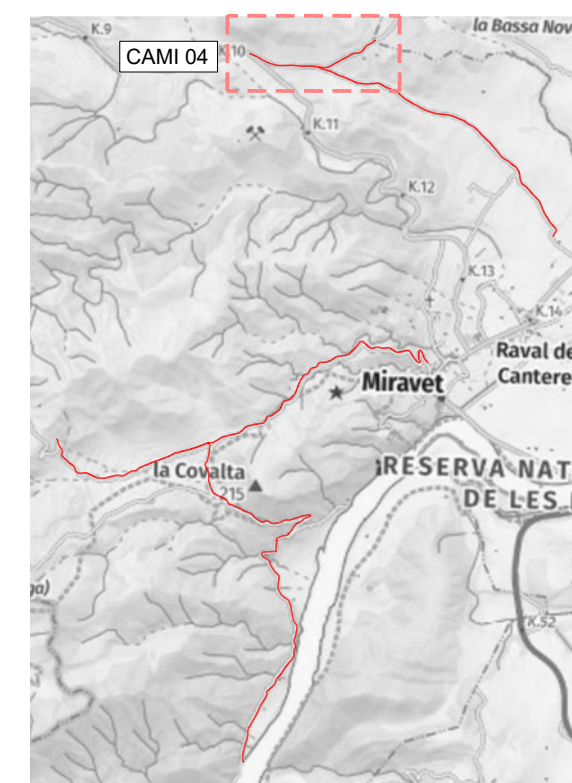 la Bassa Nov
K.9
CAMI 04
K.10
K.11
K.12
K.13
K.14
Raval de
Cantere
Miravet
la Covalta
215
RESERVA NAT
DE LES
ga)
K.52